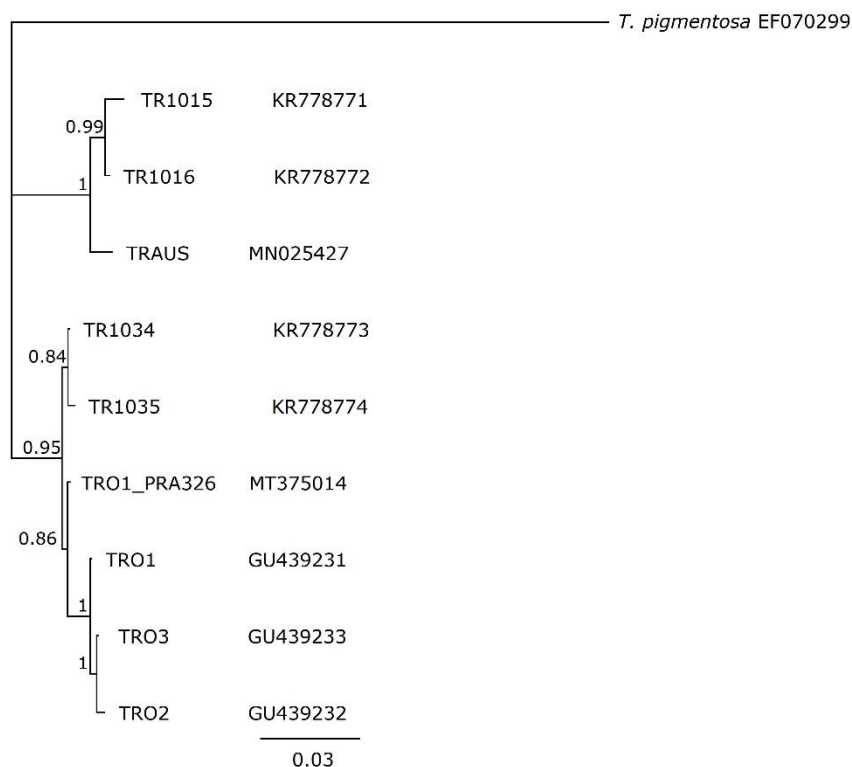 T. pigmentosa EF070299
TR1015 KR778771
0.99
TR1016 KR778772
1
TRAUS MN025427
TR1034 KR778773
0.84
TR1035 KR778774
0.95
TRO1_PRA326 MT375014
0.86
TRO1 GU439231
1
TRO3 GU439233
1
TRO2 GU439232
0.03